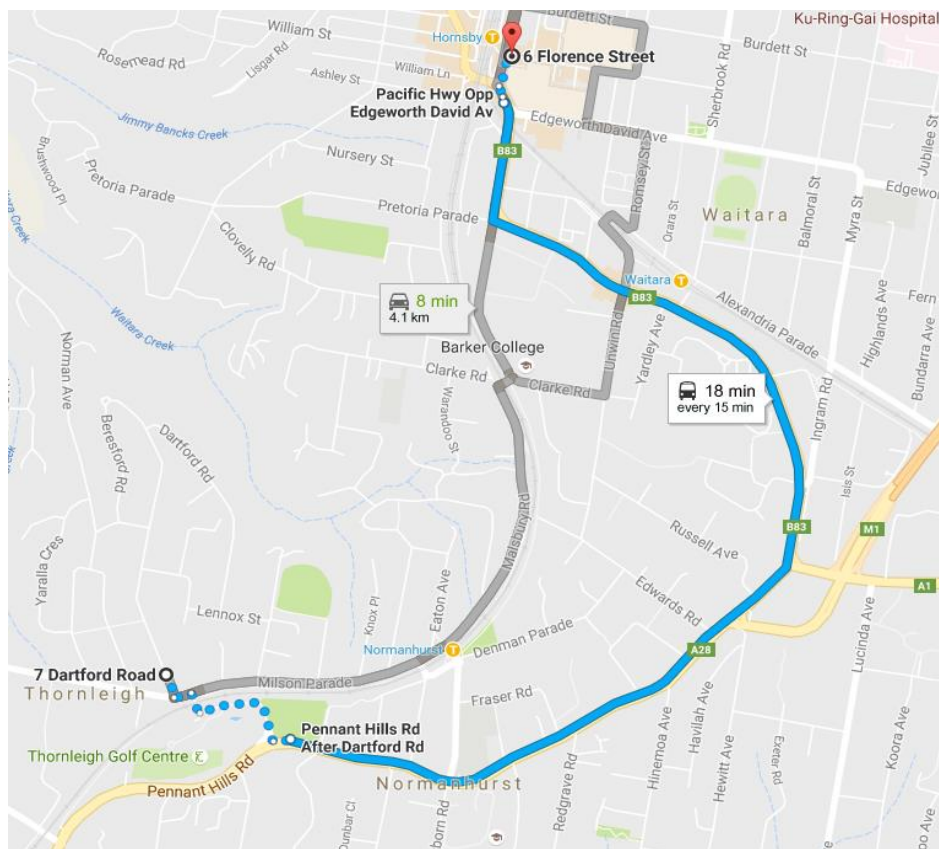 Burdett St
Ku-Ring-Gai Hospital
William St
Hornsby
T
Rosemead Rd
Lisgar Rd
Ashley St
William Ln
6 Florence Street
Burdett St
Sherbrook Rd
Pacific Hwy Opp
Edgeworth David Av
Jimmy Bancks Creek
Edgeworth David Ave
Jubilee St
Brushwood Pl
Nursery St
B83
Romsey St
Edgewor
Pretoria Parade
Pretoria Parade
Orara St
Waitara
Balmoral St
Myra St
Clovelly Rd
Waitara
T
8 min
4.1 km
B83
Alexandria Parade
Fern
Waitara Creek
Barker College
Unwin Rd
Yardley Ave
Highlands Ave
Bundarra Ave
Norman Ave
Clarke Rd
Clarke Rd
18 min
every 15 min
Warandoo St
Ingram Rd
Beresford Rd
Dartford Rd
Isis St
Malsbury Rd
B83
M1
Russell Ave
Yaralla Cres
Eaton Ave
Edwards Rd
A1
Lennox St
Knox Pl
Normanhurst
T
Denman Parade
A28
Lucinda Ave
7 Dartford Road
Thornleigh
Milson Parade
Fraser Rd
Pennant Hills Rd
After Dartford Rd
Thornleigh Golf Centre
Pennant Hills Rd
Normanhurst
Redgrave Rd
Hinemoa Ave
Havilah Ave
Hewitt Ave
Exeter Rd
Koora Ave
Dunbar Cl
born Rd